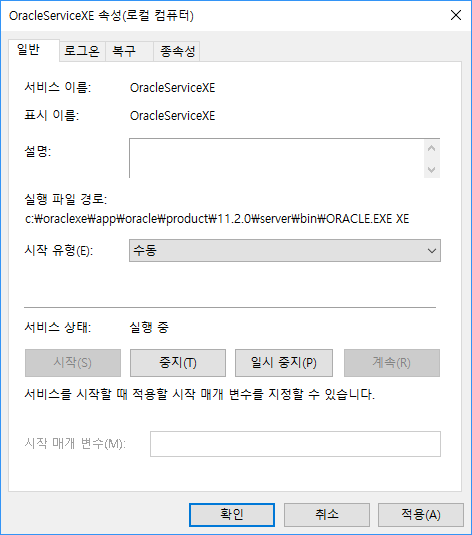 OracleServiceXE 속성(로컬 컴퓨터)
일반 로그온 복구 종속성
서비스 이름: OracleServiceXE
표시 이름: OracleServiceXE
설명:
실행 파일 경로:
c:₩oraclexe₩app₩oracle₩product₩11.2.0₩server₩bin₩ORACLE.EXE XE
시작 유형(E): 수동
서비스 상태: 실행 중
시작(S) 중지(T) 일시 중지(P) 계속(R)
서비스를 시작할 때 적용할 시작 매개 변수를 지정할 수 있습니다.
시작 매개 변수(M):
확인 취소 적용(A)